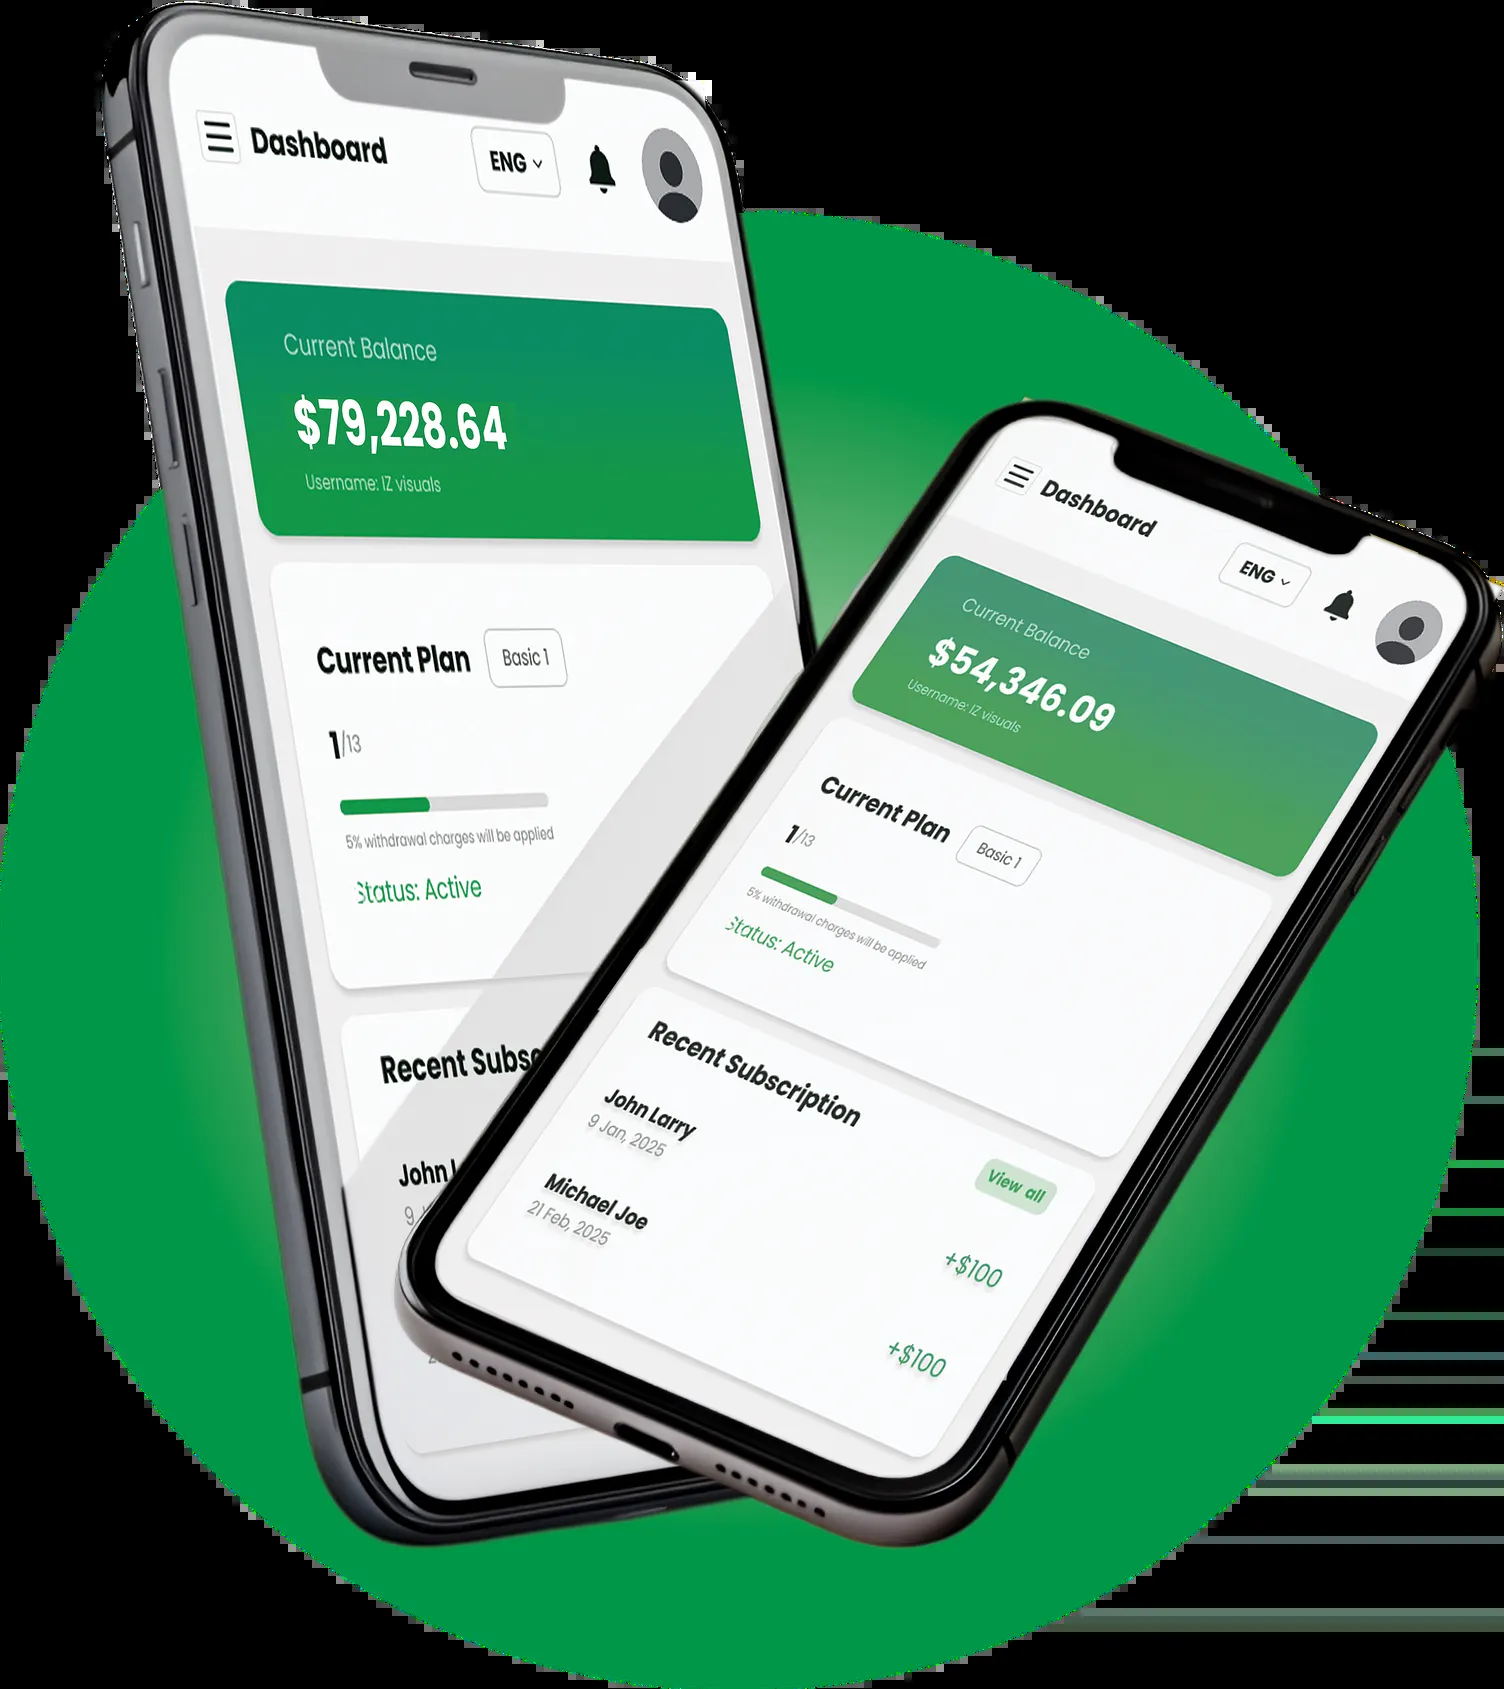 Dashboard
ENG
Current Balance
$79,228.64
Username: IZ visuals
Current Plan
Basic 1
1/13
5% withdrawal charges will be applied
Status: Active
Recent Subsc
John L
9 J
2
Dashboard
ENG
Current Balance
$54,346.09
Username: IZ visuals
Current Plan
Basic 1
1/13
5% withdrawal charges will be applied
Status: Active
Recent Subscription
View all
John Larry
9 Jan, 2025
+$100
Michael Joe
21 Feb, 2025
+$100